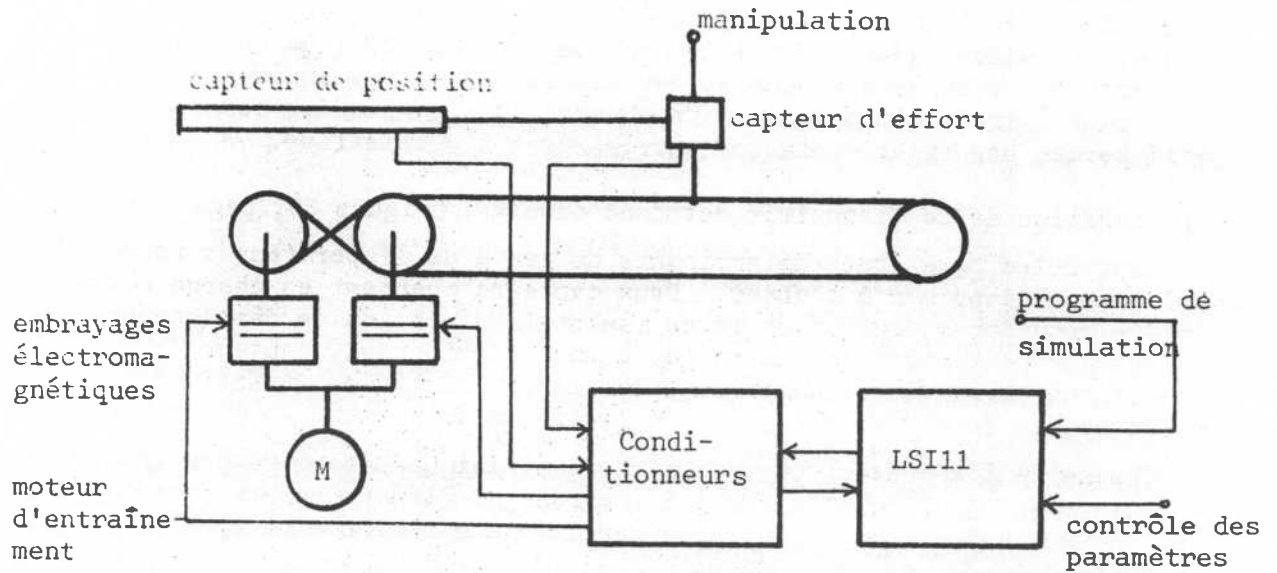 manipulation
capteur de position
capteur d'effort
programme de
simulation
embrayages
électroma-
gnétiques
Condi-
tionneurs
LSI11
M
moteur
d'entraîne
ment
contrôle des
paramètres